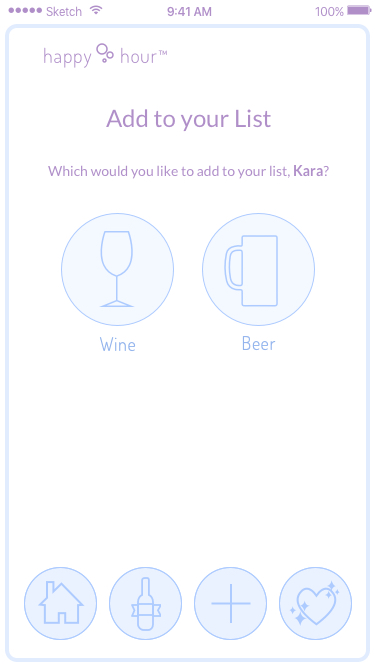 Sketch 9:41 AM 100%
happy hour™
Add to your List
Which would you like to add to your list, Kara?
Wine Beer